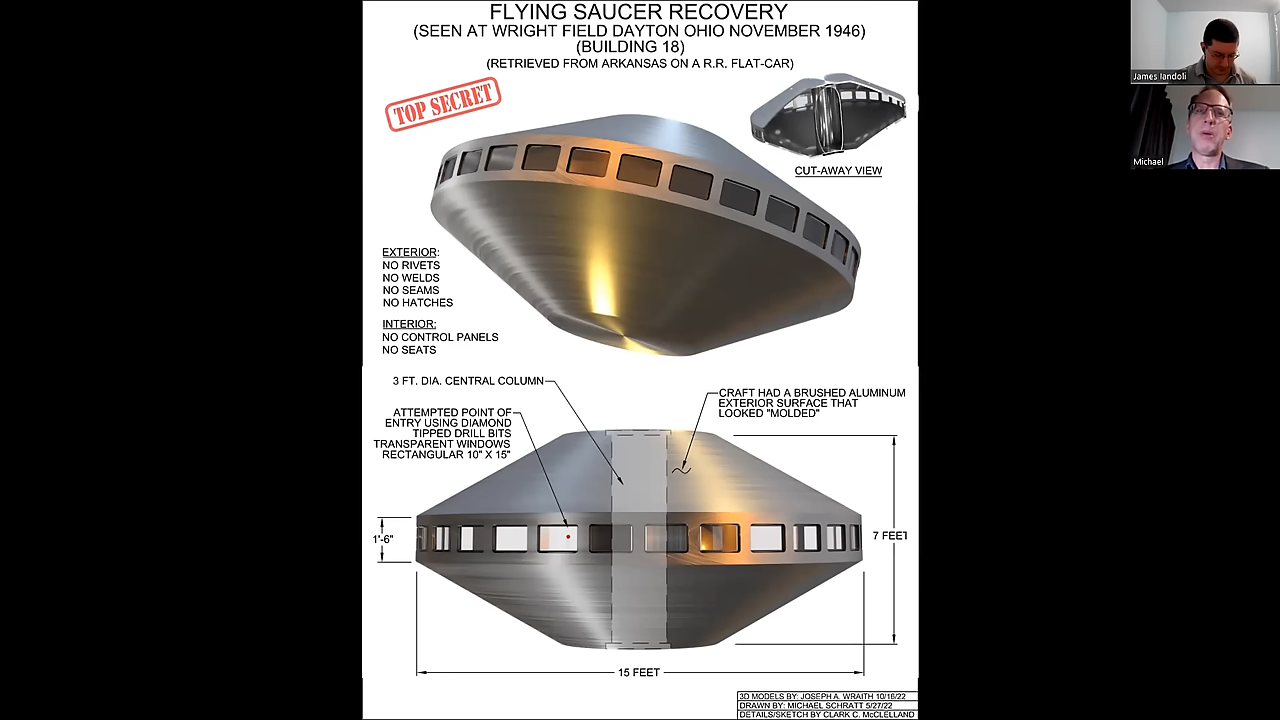 FLYING SAUCER RECOVERY
(SEEN AT WRIGHT FIELD DAYTON OHIO NOVEMBER 1946)
(BUILDING 18)
(RETRIEVED FROM ARKANSAS ON A R.R. FLAT-CAR)
TOP SECRET
James Iandoli
Michael
CUT-AWAY VIEW
EXTERIOR:
NO RIVETS
NO WELDS
NO SEAMS
NO HATCHES
INTERIOR:
NO CONTROL PANELS
NO SEATS
3 FT. DIA. CENTRAL COLUMN
CRAFT HAD A BRUSHED ALUMINUM
EXTERIOR SURFACE THAT
LOOKED "MOLDED"
ATTEMPTED POINT OF
ENTRY USING DIAMOND
TIPPED DRILL BITS
TRANSPARENT WINDOWS
RECTANGULAR 10" X 15"
1'-6"
7 FEET
15 FEET
3D MODELS BY: JOSEPH A. WRAITH 10/16/22
DRAWN BY: MICHAEL SCHRATT 5/27/22
DETAILS/SKETCH BY CLARK C. McCLELLAND